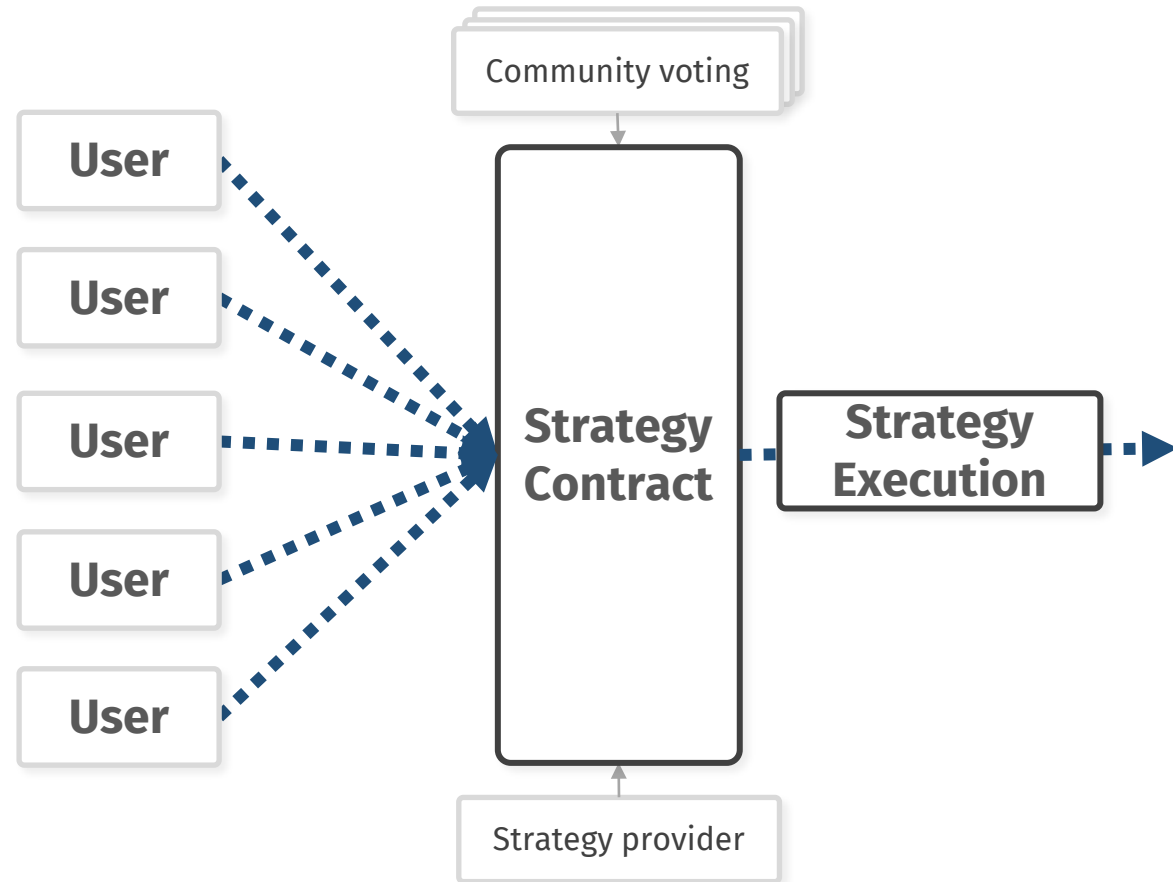 Community voting
User
User
User
User
User
Strategy
Contract
Strategy
Execution
Strategy provider